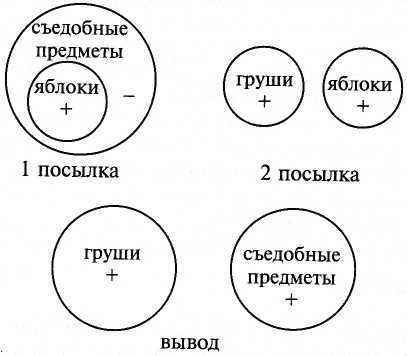 съедобные
предметы
яблоки
+
−
1 посылка
груши
+
яблоки
+
2 посылка
груши
+
съедобные
предметы
+
вывод